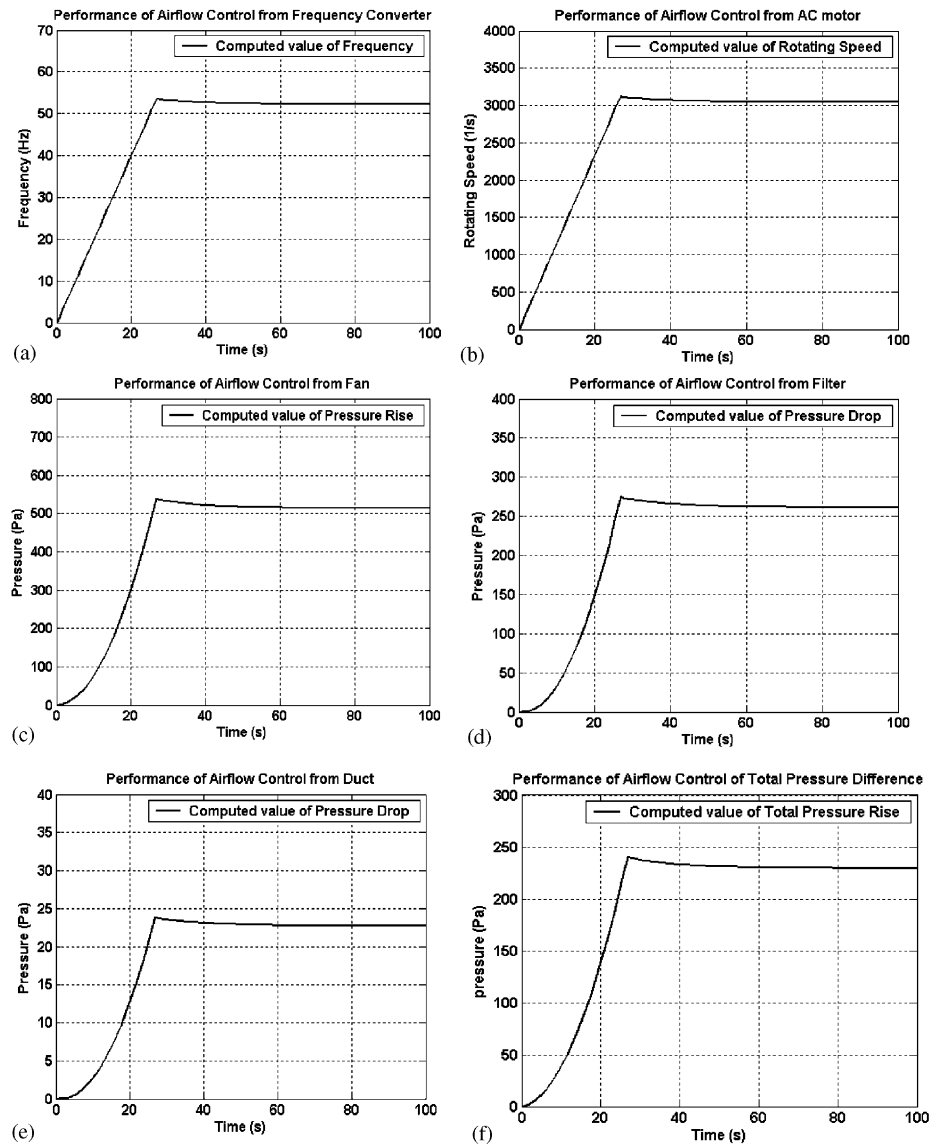 Performance of Airflow Control from Frequency Converter
Computed value of Frequency
Frequency (Hz)
70
60
50
40
30
20
10
0
0 20 40 60 80 100
Time (s)
(a)
Performance of Airflow Control from AC motor
Computed value of Rotating Speed
Rotating Speed (1/s)
4000
3500
3000
2500
2000
1500
1000
500
0
0 20 40 60 80 100
Time (s)
(b)
Performance of Airflow Control from Fan
Computed value of Pressure Rise
Pressure (Pa)
800
700
600
500
400
300
200
100
0
0 20 40 60 80 100
Time (s)
(c)
Performance of Airflow Control from Filter
Computed value of Pressure Drop
Pressure (Pa)
400
350
300
250
200
150
100
50
0
0 20 40 60 80 100
Time (s)
(d)
Performance of Airflow Control from Duct
Computed value of Pressure Drop
Pressure (Pa)
40
35
30
25
20
15
10
5
0
0 20 40 60 80 100
Time (s)
(e)
Performance of Airflow Control of Total Pressure Difference
Computed value of Total Pressure Rise
pressure (Pa)
300
250
200
150
100
50
0
0 20 40 60 80 100
Time (s)
(f)